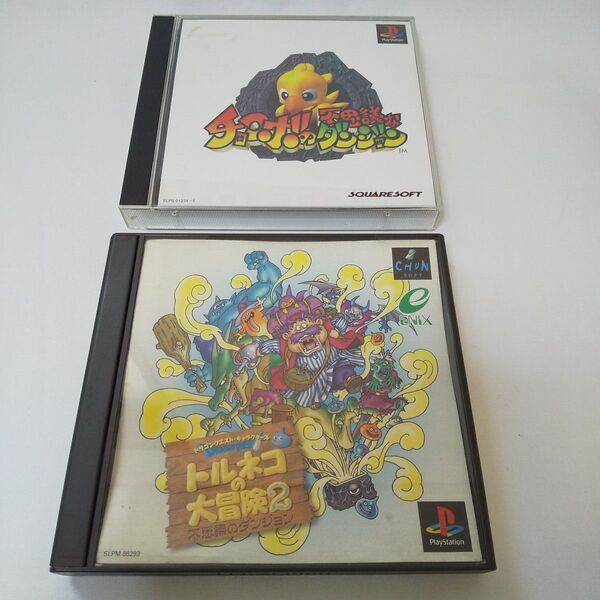 PlayStation
チョコボの
不思議な
ダンジョン
TM
SLPS 01234~5
SQUARESOFT
CHUN
SOFT
ENIX
ドラゴンクエスト・キャラクターズ
トルネコ
の
大冒険2
不思議のダンジョン
SLPM 86293
PlayStation